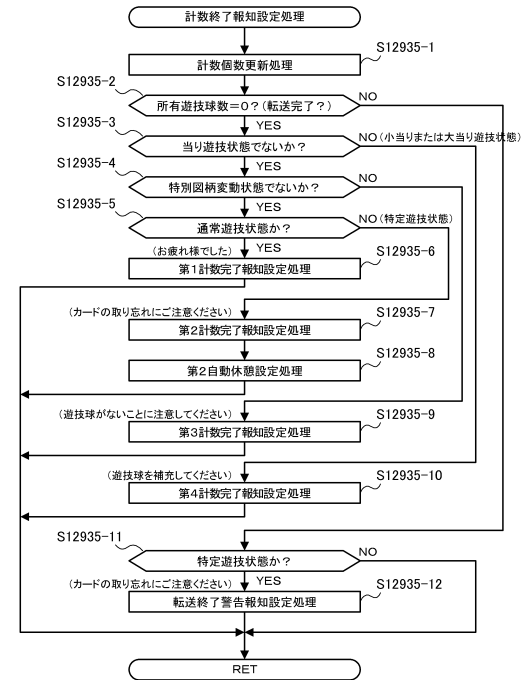 計数終了報知設定処理
S12935-1
計数個数更新処理
S12935-2
所有遊技球数=0?(転送完了?)
NO
YES
S12935-3
当り遊技状態でないか?
NO(小当りまたは大当り遊技状態)
YES
S12935-4
特別図柄変動状態でないか?
NO
YES
S12935-5
通常遊技状態か?
NO(特定遊技状態)
YES
(お疲れ様でした)
S12935-6
第1計数完了報知設定処理
(カードの取り忘れにご注意ください)
S12935-7
第2計数完了報知設定処理
S12935-8
第2自動休憩設定処理
(遊技球がないことに注意してください)
S12935-9
第3計数完了報知設定処理
(遊技球を補充してください)
S12935-10
第4計数完了報知設定処理
S12935-11
特定遊技状態か?
NO
YES
(カードの取り忘れにご注意ください)
S12935-12
転送終了警告報知設定処理
RET